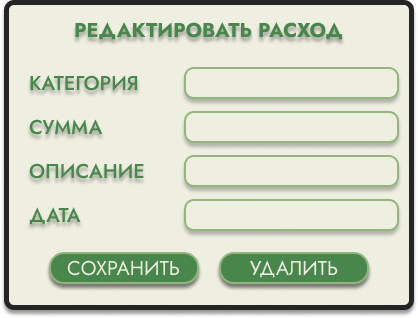 РЕДАКТИРОВАТЬ РАСХОД
КАТЕГОРИЯ
СУММА
ОПИСАНИЕ
ДАТА
СОХРАНИТЬ УДАЛИТЬ